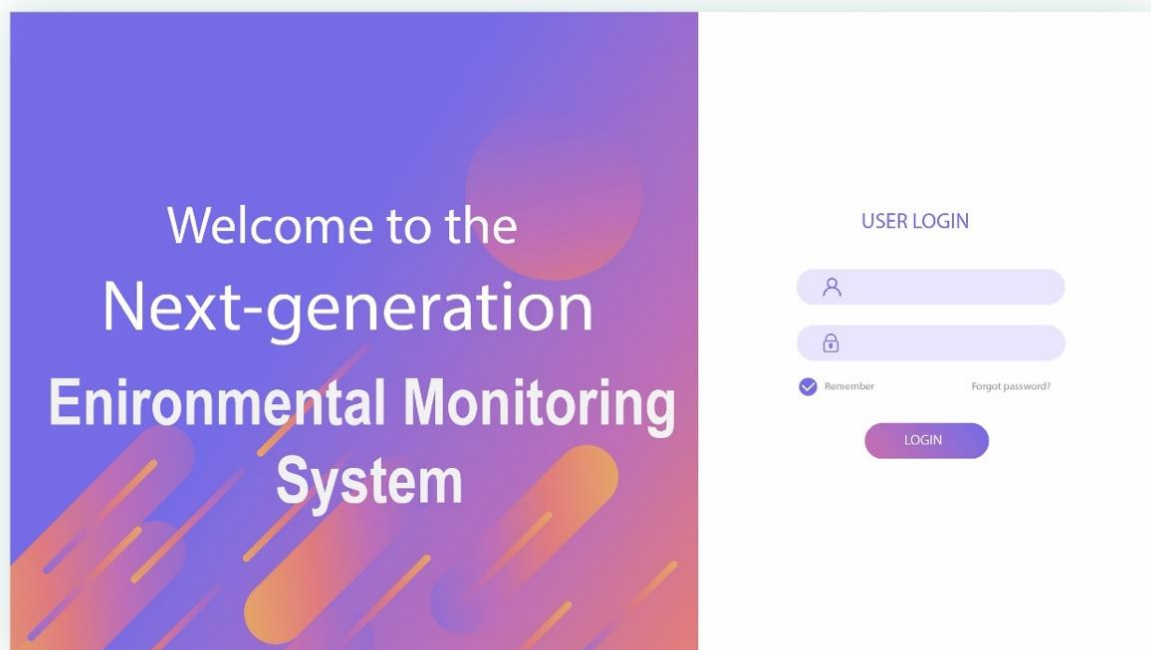 Welcome to the
Next-generation
Enironmental Monitoring
System
USER LOGIN
Remember
Forgot password?
LOGIN